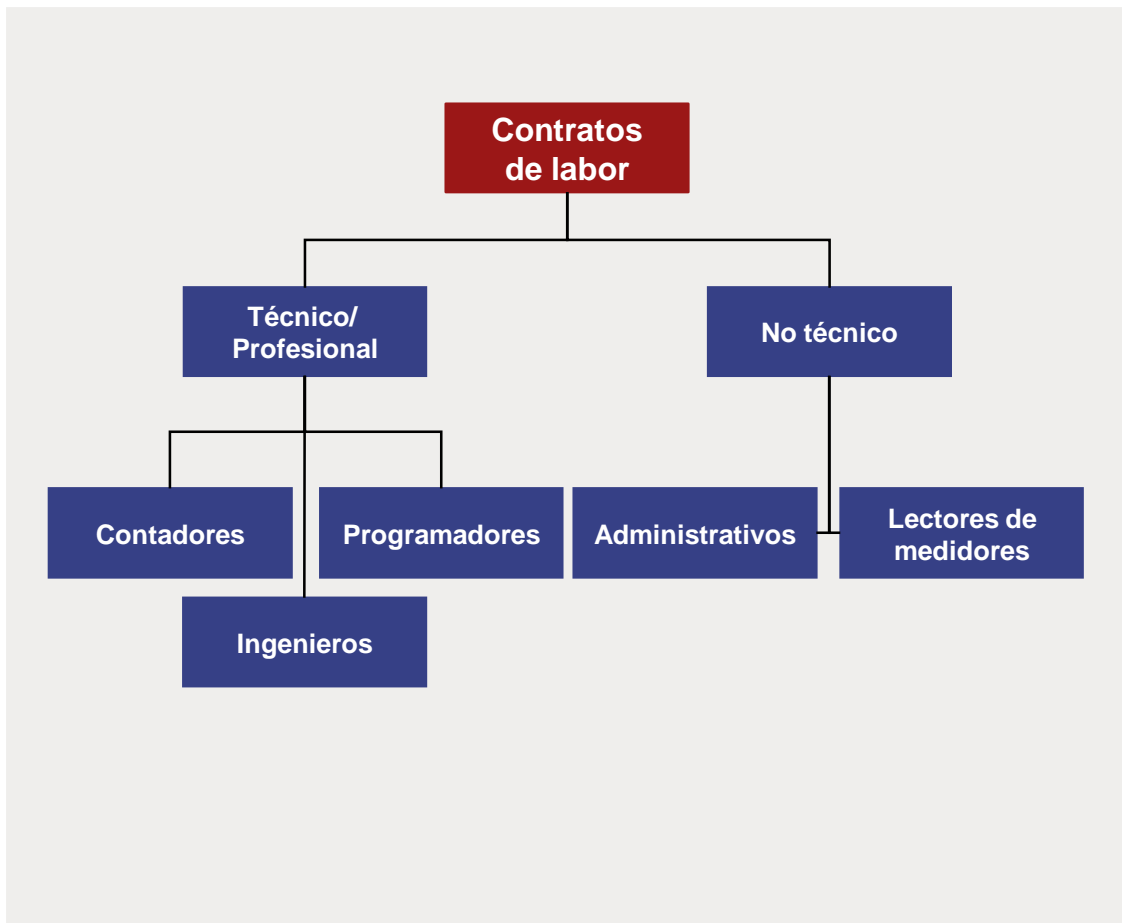 Contratos
de labor
Técnico/
Profesional
No técnico
Contadores
Programadores
Administrativos
Lectores de
medidores
Ingenieros